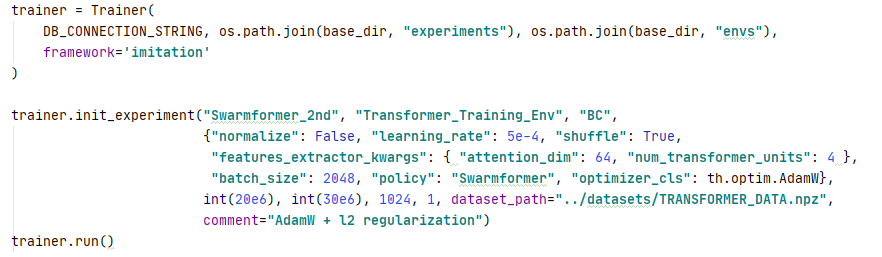 trainer = Trainer(
    DB_CONNECTION_STRING, os.path.join(base_dir, "experiments"), os.path.join(base_dir, "envs"),
    framework='imitation'
)

trainer.init_experiment("Swarmformer_2nd", "Transformer_Training_Env", "BC",
                        {"normalize": False, "learning_rate": 5e-4, "shuffle": True,
                         "features_extractor_kwargs": { "attention_dim": 64, "num_transformer_units": 4 },
                         "batch_size": 2048, "policy": "Swarmformer", "optimizer_cls": th.optim.AdamW},
                        int(20e6), int(30e6), 1024, 1, dataset_path="../datasets/TRANSFORMER_DATA.npz",
                        comment="AdamW + l2 regularization")
trainer.run()